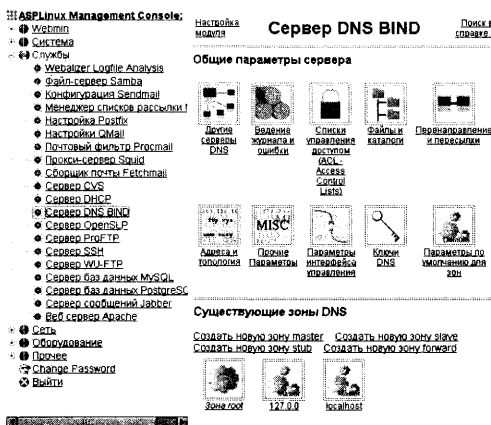 ASPLinux Management Console:
Webmin
Система
Службы
Webalizer Logfile Analysis
Файл-сервер Samba
Конфигурация Sendmail
Менеджер списков рассылки
Настройка Postfix
Настройки QMail
Почтовый фильтр Procmail
Прокси-сервер Squid
Сборщик почты Fetchmail
Сервер CVS
Сервер DHCP
Сервер DNS BIND
Сервер OpenSLP
Сервер ProFTP
Сервер SSH
Сервер WU-FTP
Сервер баз данных MySQL
Сервер баз данных PostgreSC
Сервер сообщений Jabber
Веб сервер Apache
Сеть
Оборудование
Прочее
Change Password
Выйти
Настройка
модуля
Сервер DNS BIND
Поиск
справке
Общие параметры сервера
Другие
серверы
DNS
Ведение
журнала и
ошибки
Списки
управления
доступом
(ACL -
Access
Control
Lists)
Файлы и
каталоги
Перенаправление
и пересылки
MISC
Адреса и
топология
Прочие
Параметры
Параметры
интерфейса
управления
Ключи
DNS
Параметры по
умолчанию для
зон
Существующие зоны DNS
Создать новую зону master Создать новую зону slave
Создать новую зону stub Создать новую зону forward
Зона root
127.0.0
localhost